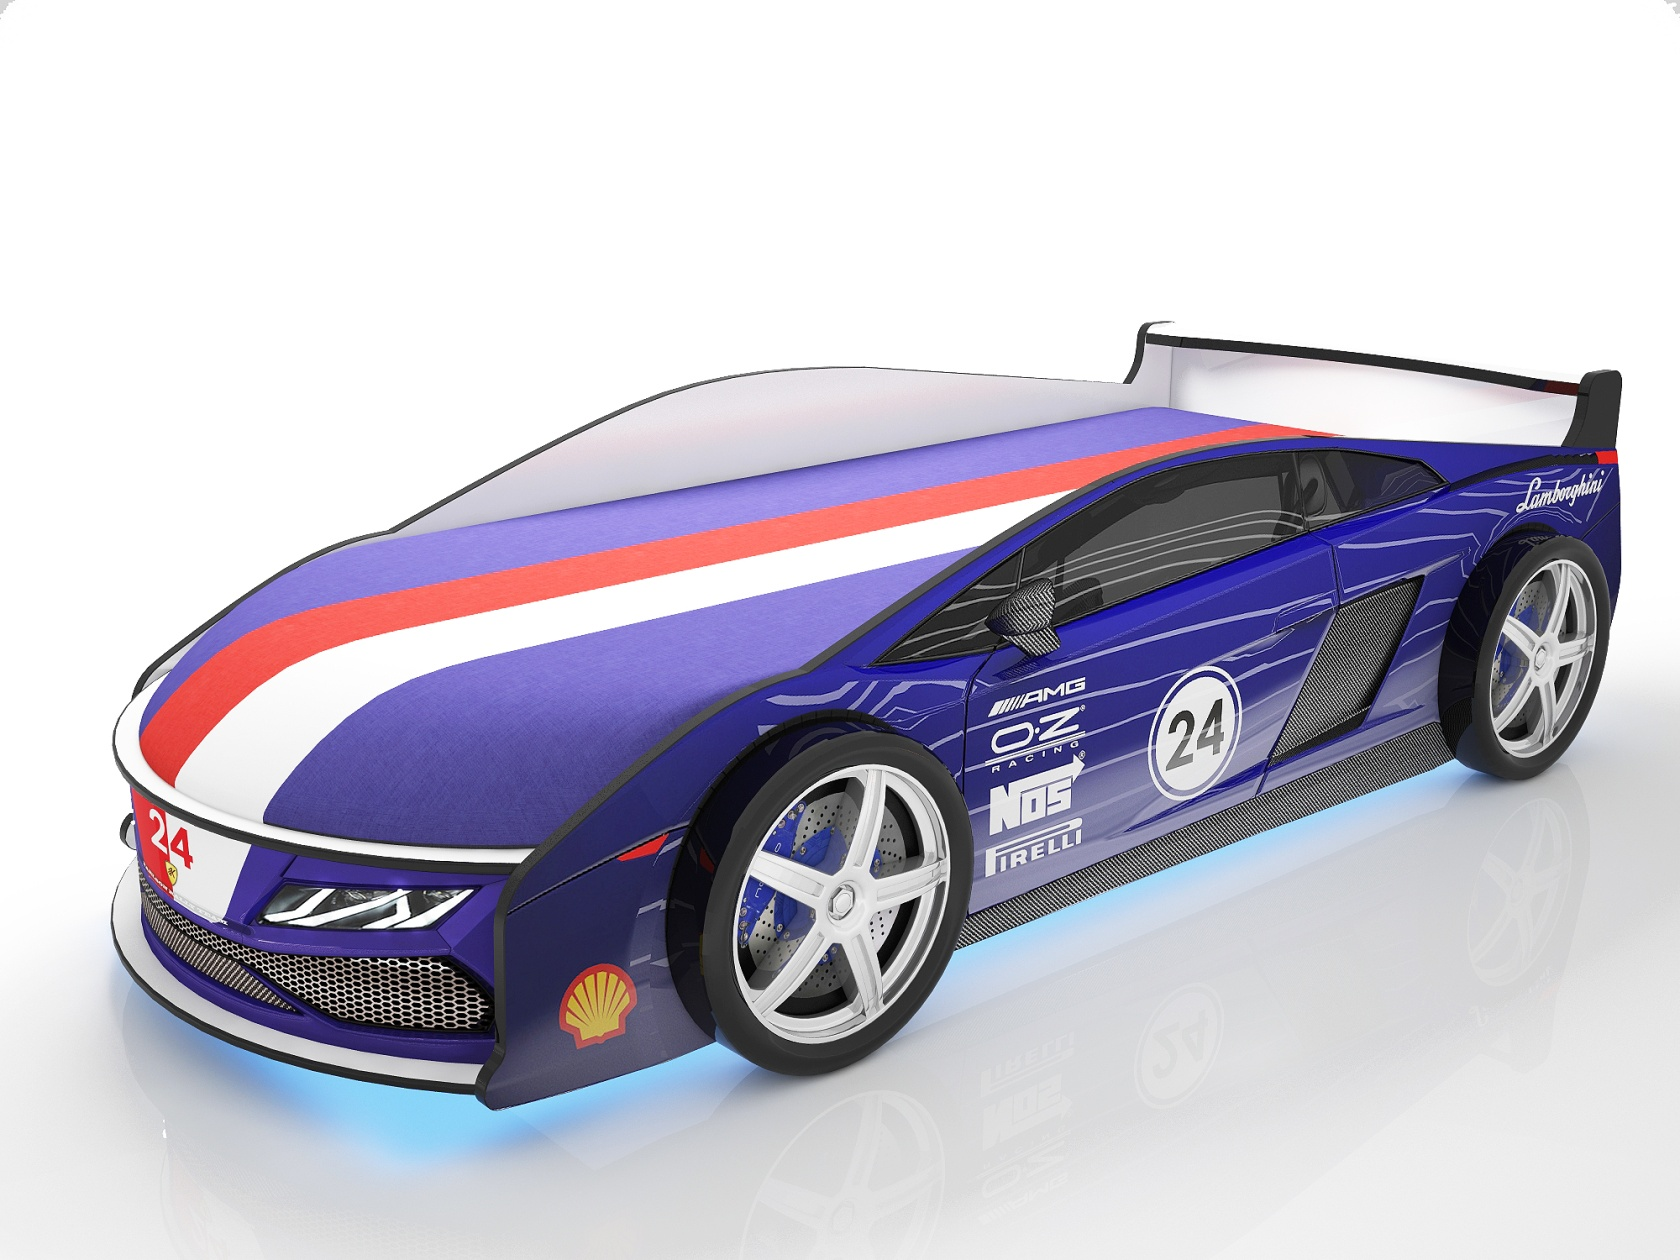 Lamborghini
AMG
O·Z®
RACING
NOS®
PIRELLI
24
24